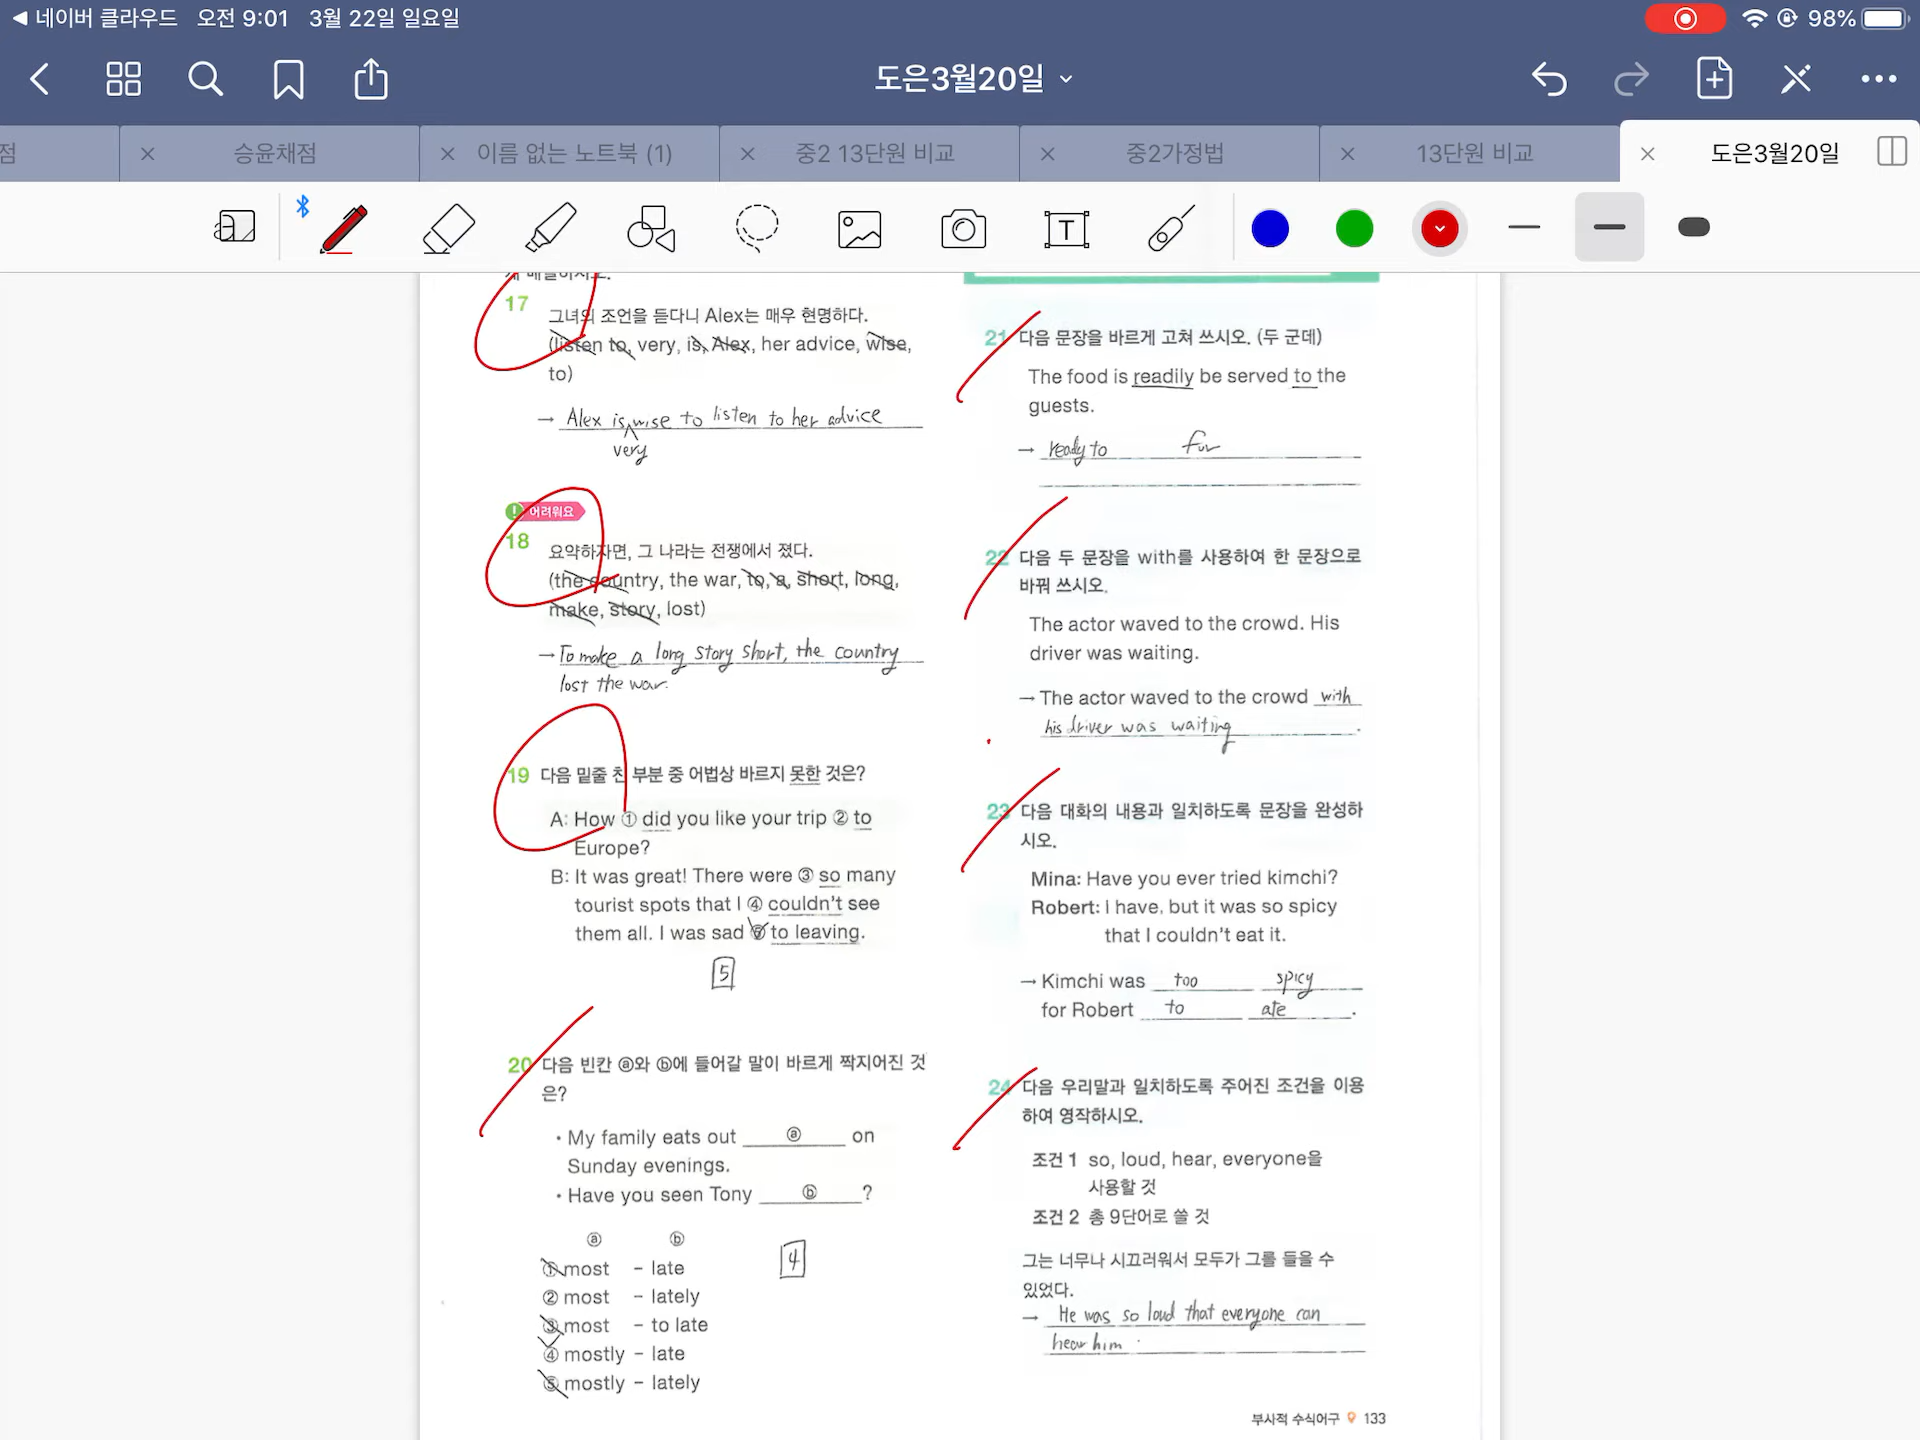 네이버 클라우드 오전 9:01 3월 22일 일요일
98%
도은3월20일
점
승윤채점
이름 없는 노트북 (1)
중2 13단원 비교
중2가정법
13단원 비교
도은3월20일
17
그녀의 조언을 듣다니 Alex는 매우 현명하다.
(listen to, very, is, Alex, her advice, wise,
to)
→ Alex is wise to listen to her advice
very
어려워요
18
요약하자면, 그 나라는 전쟁에서 졌다.
(the country, the war, to, a, short, long,
make, story, lost)
→ To make a long story short, the country
lost the war.
19 다음 밑줄 친 부분 중 어법상 바르지 못한 것은?
A: How ① did you like your trip ② to
Europe?
B: It was great! There were ③ so many
tourist spots that I ④ couldn't see
them all. I was sad ⑤ to leaving.
5
20 다음 빈칸 ⓐ와 ⓑ에 들어갈 말이 바르게 짝지어진 것
은?
• My family eats out ⓐ on
Sunday evenings.
• Have you seen Tony ⓑ ?
ⓐ ⓑ
① most – late
② most – lately
③ most – to late
④ mostly – late
⑤ mostly – lately
4
21 다음 문장을 바르게 고쳐 쓰시오. (두 군데)
The food is readily be served to the
guests.
→ ready to for
22 다음 두 문장을 with를 사용하여 한 문장으로
바꿔 쓰시오.
The actor waved to the crowd. His
driver was waiting.
→ The actor waved to the crowd with
his driver was waiting.
23 다음 대화의 내용과 일치하도록 문장을 완성하
시오.
Mina: Have you ever tried kimchi?
Robert: I have, but it was so spicy
that I couldn't eat it.
→ Kimchi was too spicy
for Robert to ate.
24 다음 우리말과 일치하도록 주어진 조건을 이용
하여 영작하시오.
조건 1 so, loud, hear, everyone을
사용할 것
조건 2 총 9단어로 쓸 것
그는 너무나 시끄러워서 모두가 그를 들을 수
있었다.
→ He was so loud that everyone can
hear him.
부사적 수식어구 133